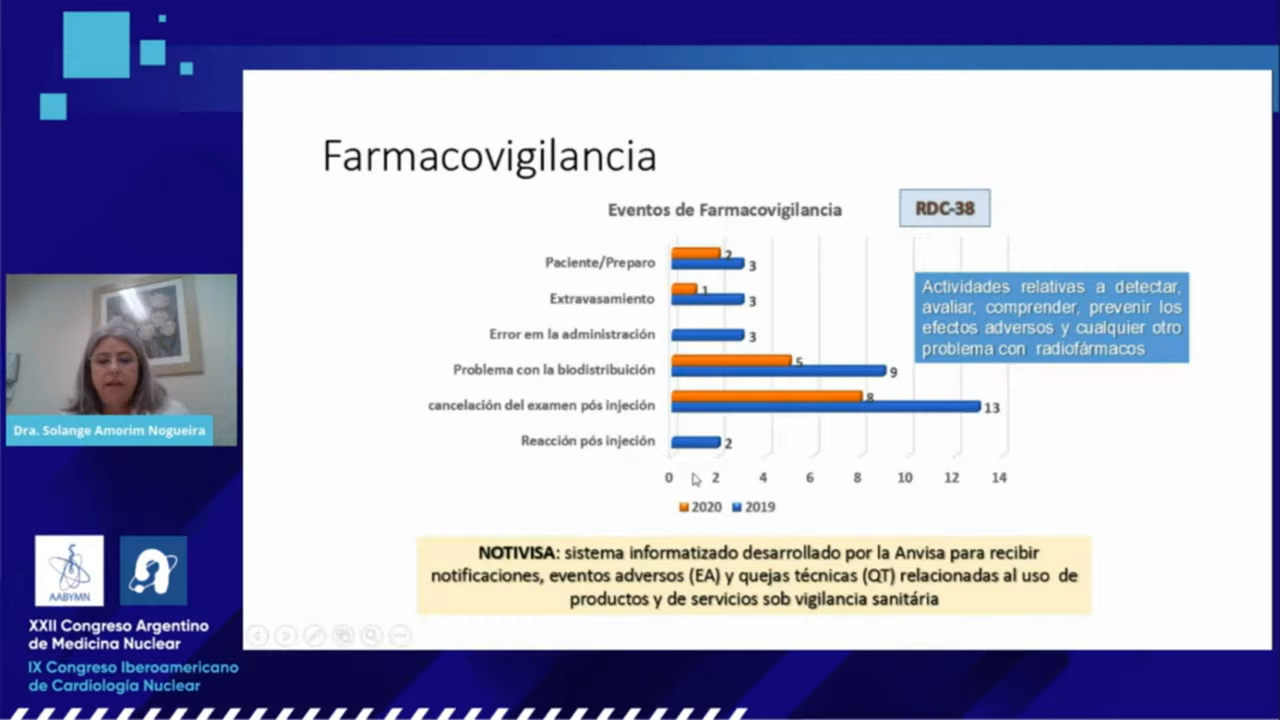 Farmacovigilancia
Eventos de Farmacovigilancia
RDC-38
Paciente/Preparo
2
3
Extravasamiento
1
3
Error em la administración
3
Problema con la biodistribuición
5
9
cancelación del examen pós injeción
8
13
Reacción pós injeción
2
0 2 4 6 8 10 12 14
2020 2019
Actividades relativas a detectar,
avaliar, comprender, prevenir los
efectos adversos y cualquier otro
problema con radiofármacos
NOTIVISA: sistema informatizado desarrollado por la Anvisa para recibir
notificaciones, eventos adversos (EA) y quejas técnicas (QT) relacionadas al uso de
productos y de servicios sob vigilancia sanitária
Dra. Solange Amorim Nogueira
AABYMN
XXII Congreso Argentino
de Medicina Nuclear
IX Congreso Iberoamericano
de Cardiología Nuclear